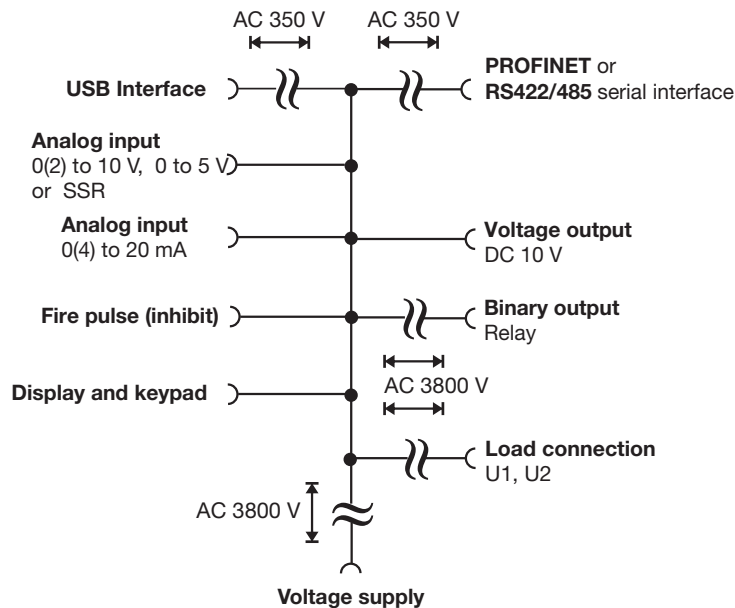 AC 350 V
AC 350 V
USB Interface
PROFINET or
RS422/485 serial interface
Analog input
0(2) to 10 V, 0 to 5 V
or SSR
Analog input
0(4) to 20 mA
Voltage output
DC 10 V
Fire pulse (inhibit)
Binary output
Relay
AC 3800 V
Display and keypad
Load connection
U1, U2
AC 3800 V
Voltage supply